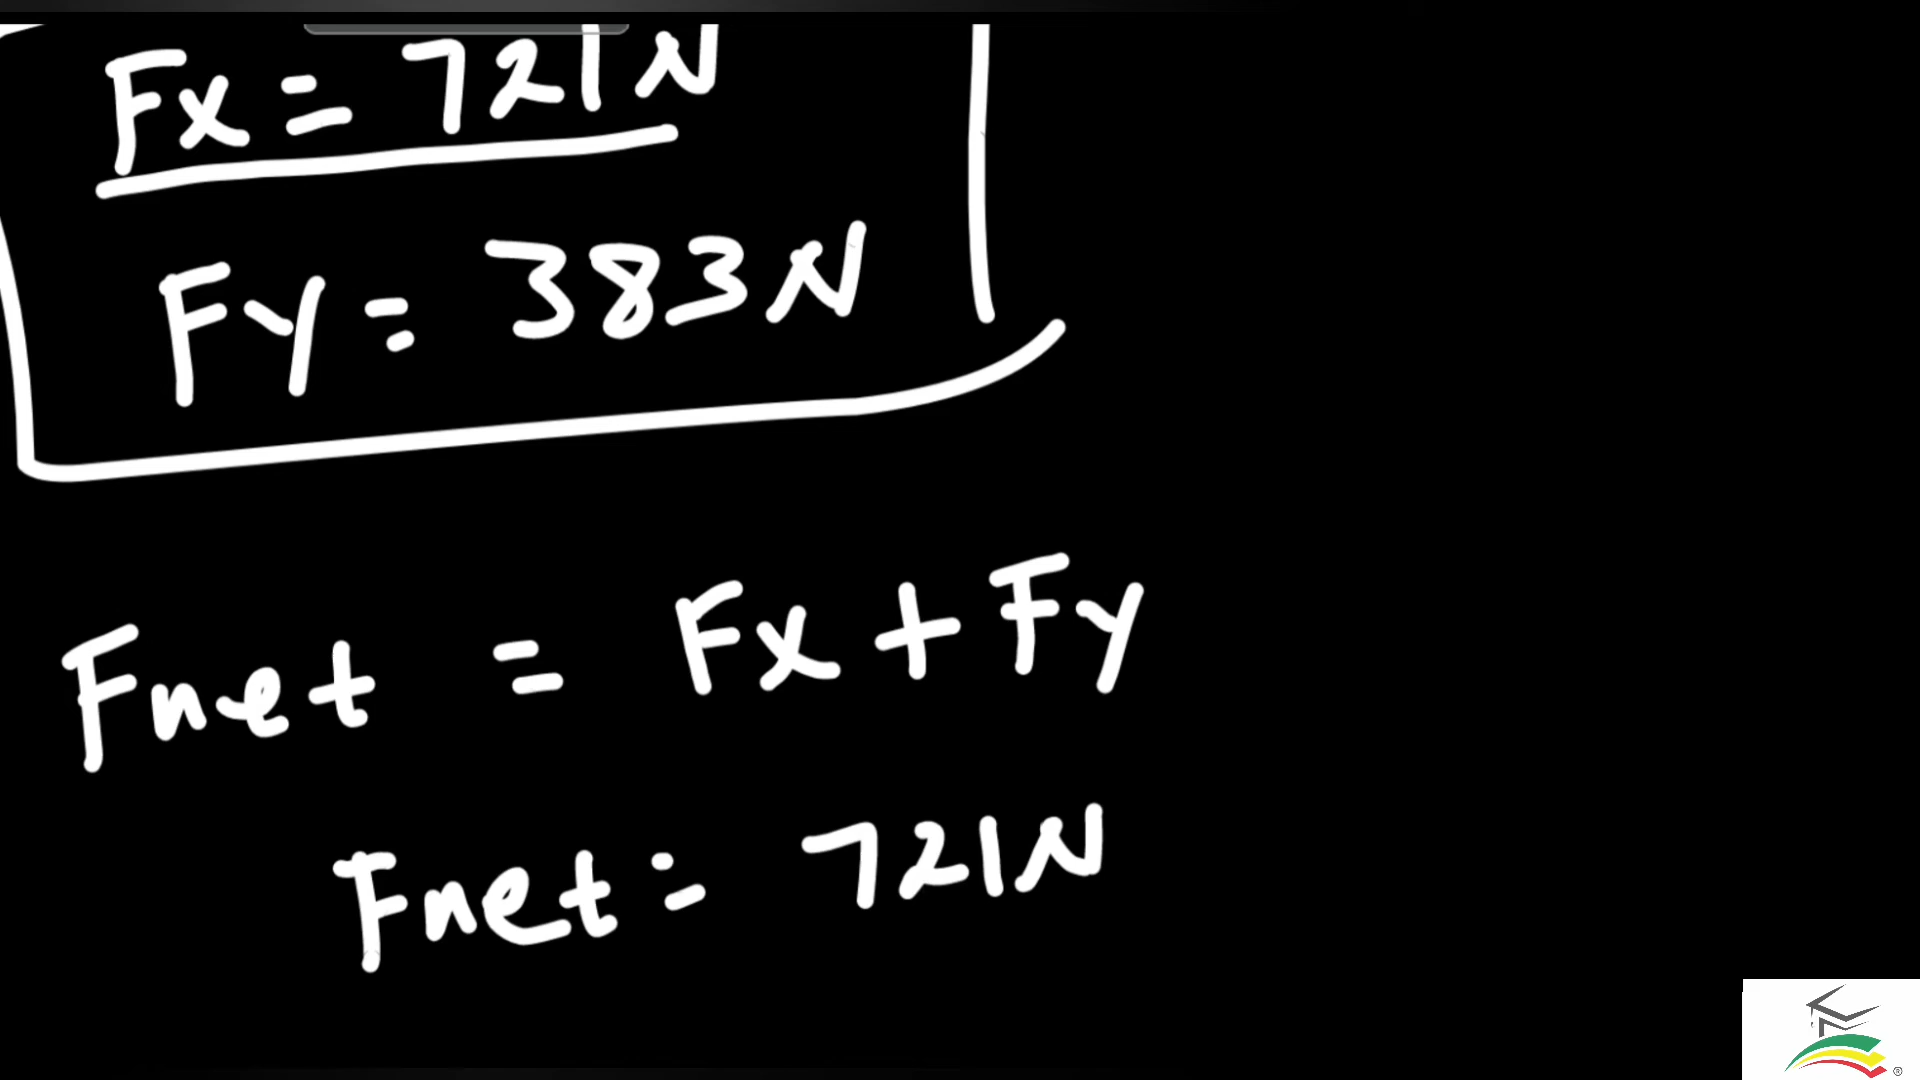 Fx = 721N
Fy = 383N
Fnet = Fx + Fy
Fnet = 721N
®